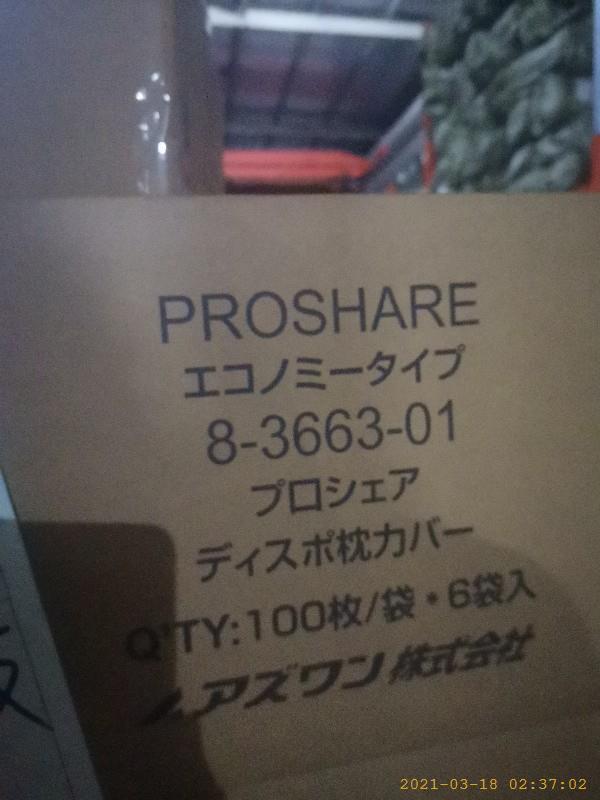 PROSHARE
エコノミータイプ
8-3663-01
プロシェア
ディスポ枕カバー
Q'TY:100枚/袋・6袋入
アズワン株式会社
2021-03-18 02:37:02